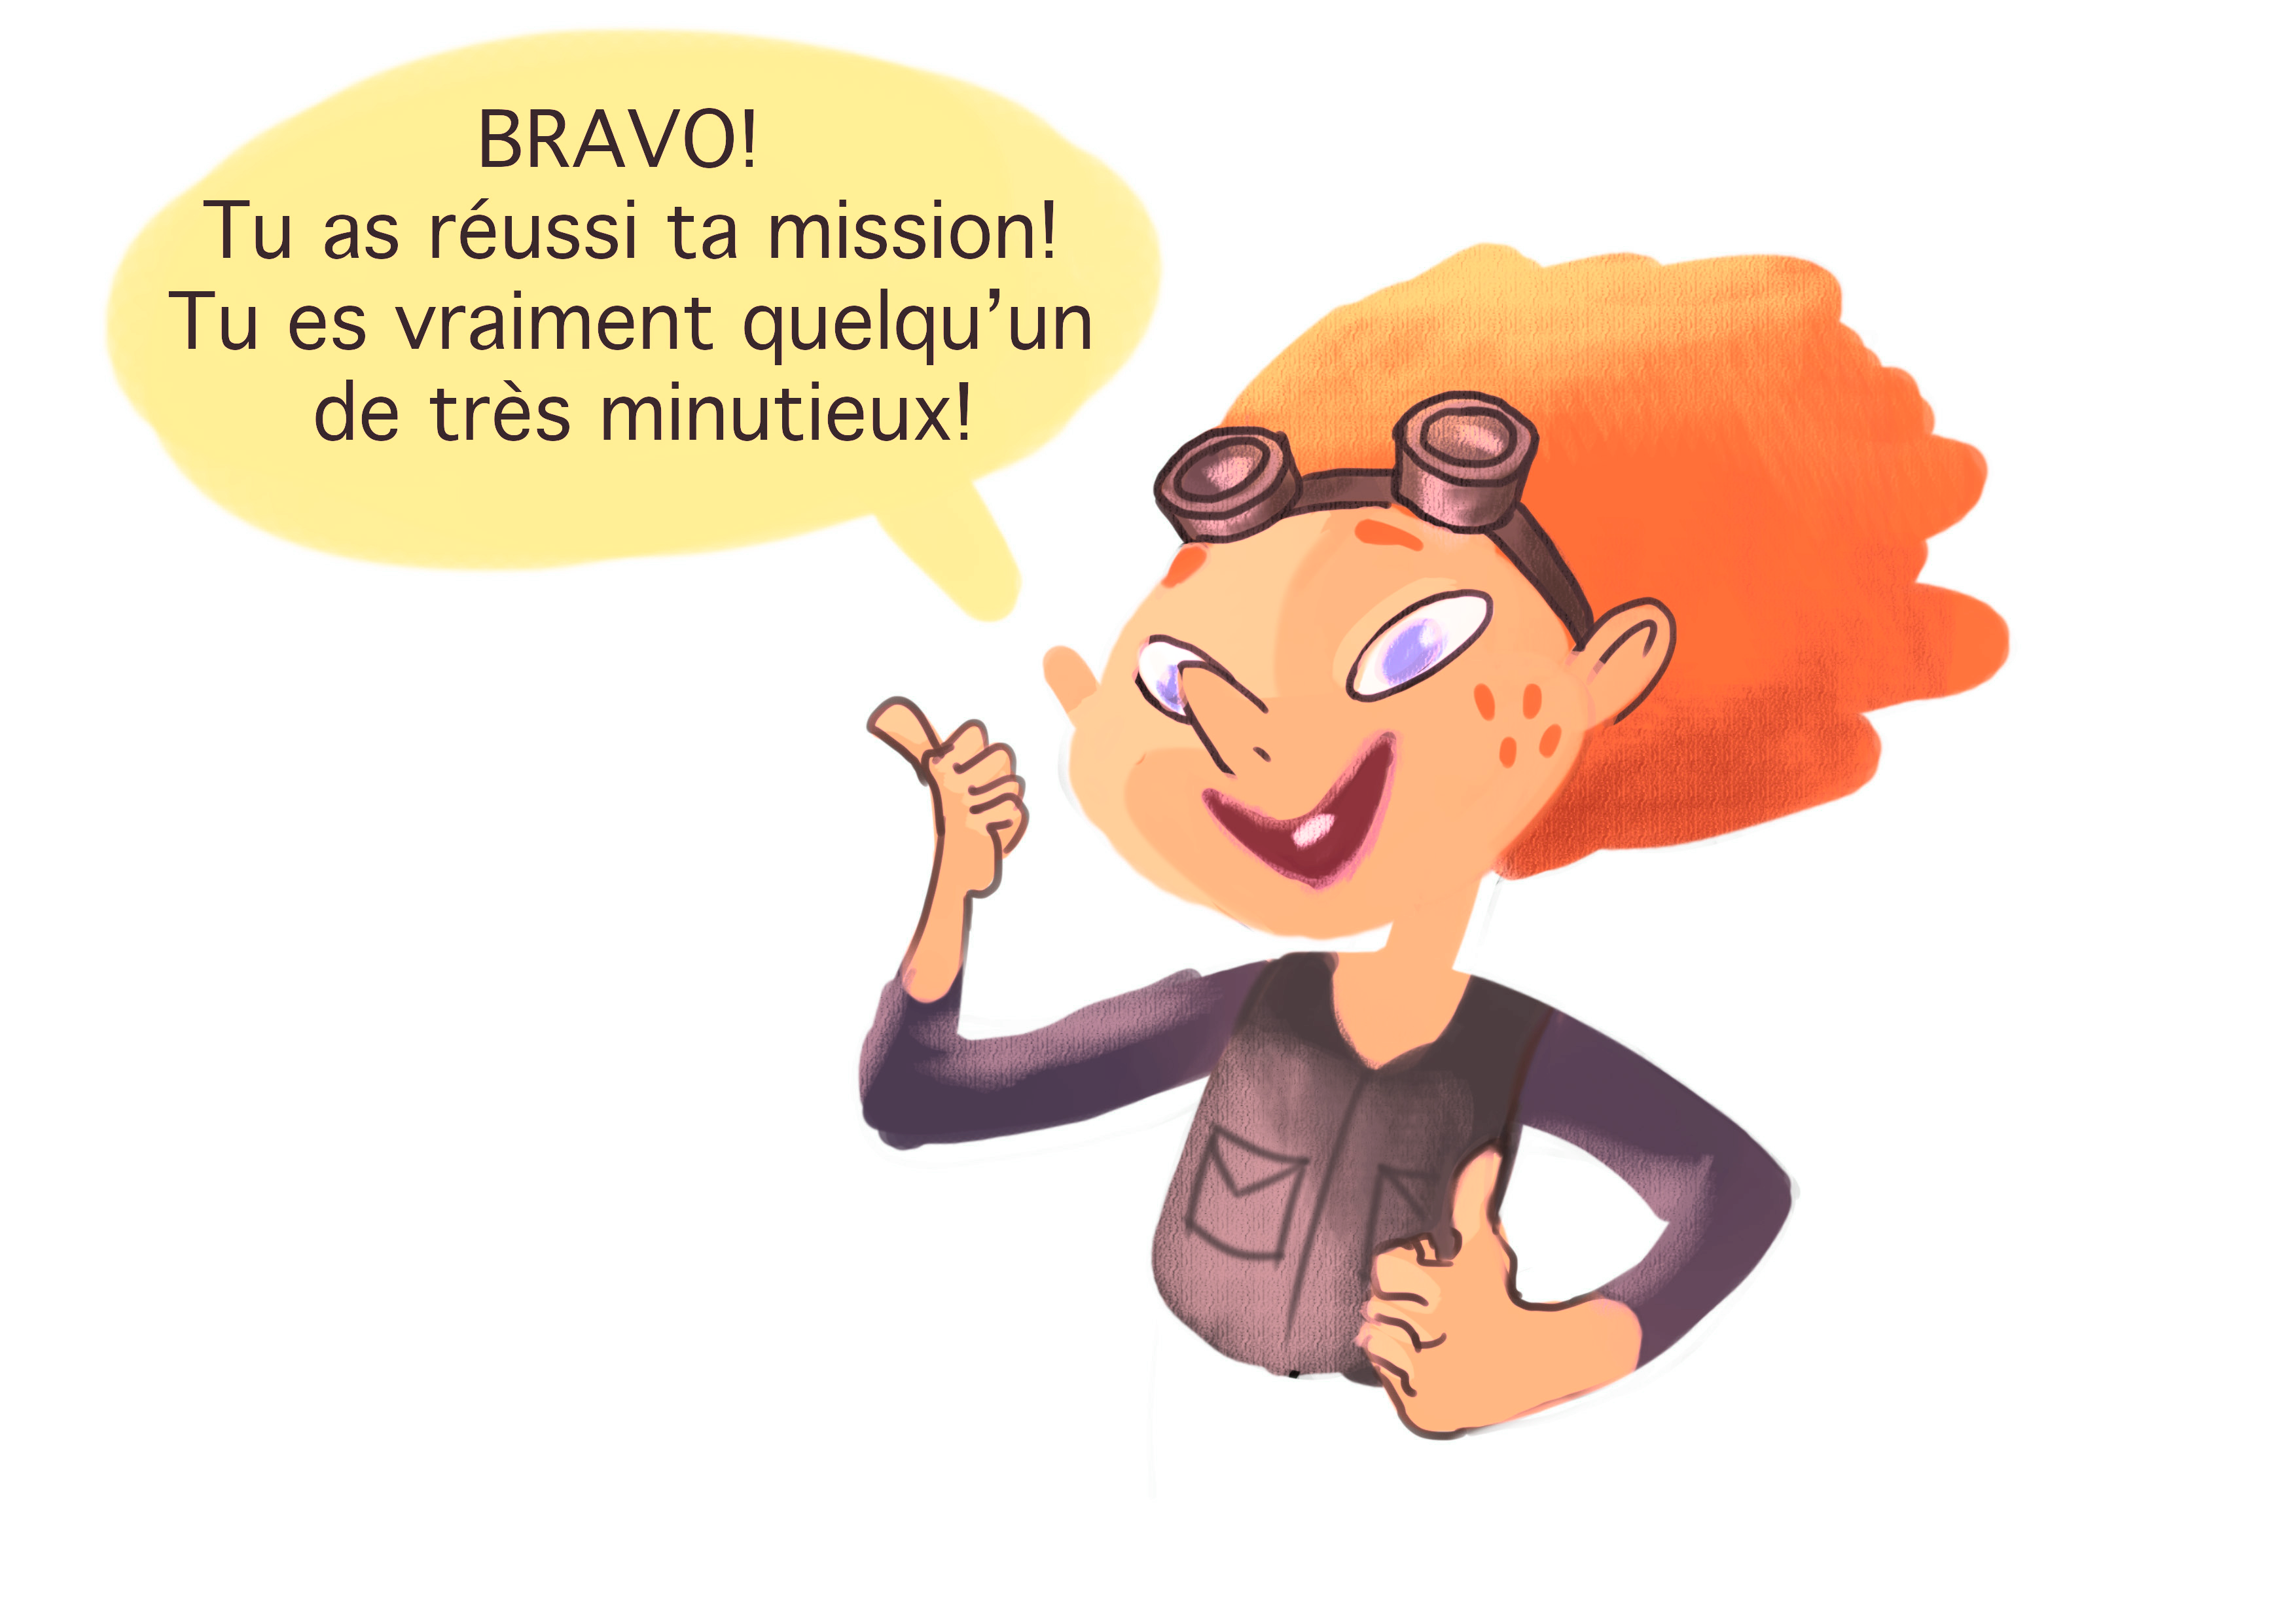 BRAVO!
Tu as réussi ta mission!
Tu es vraiment quelqu’un
de très minutieux!